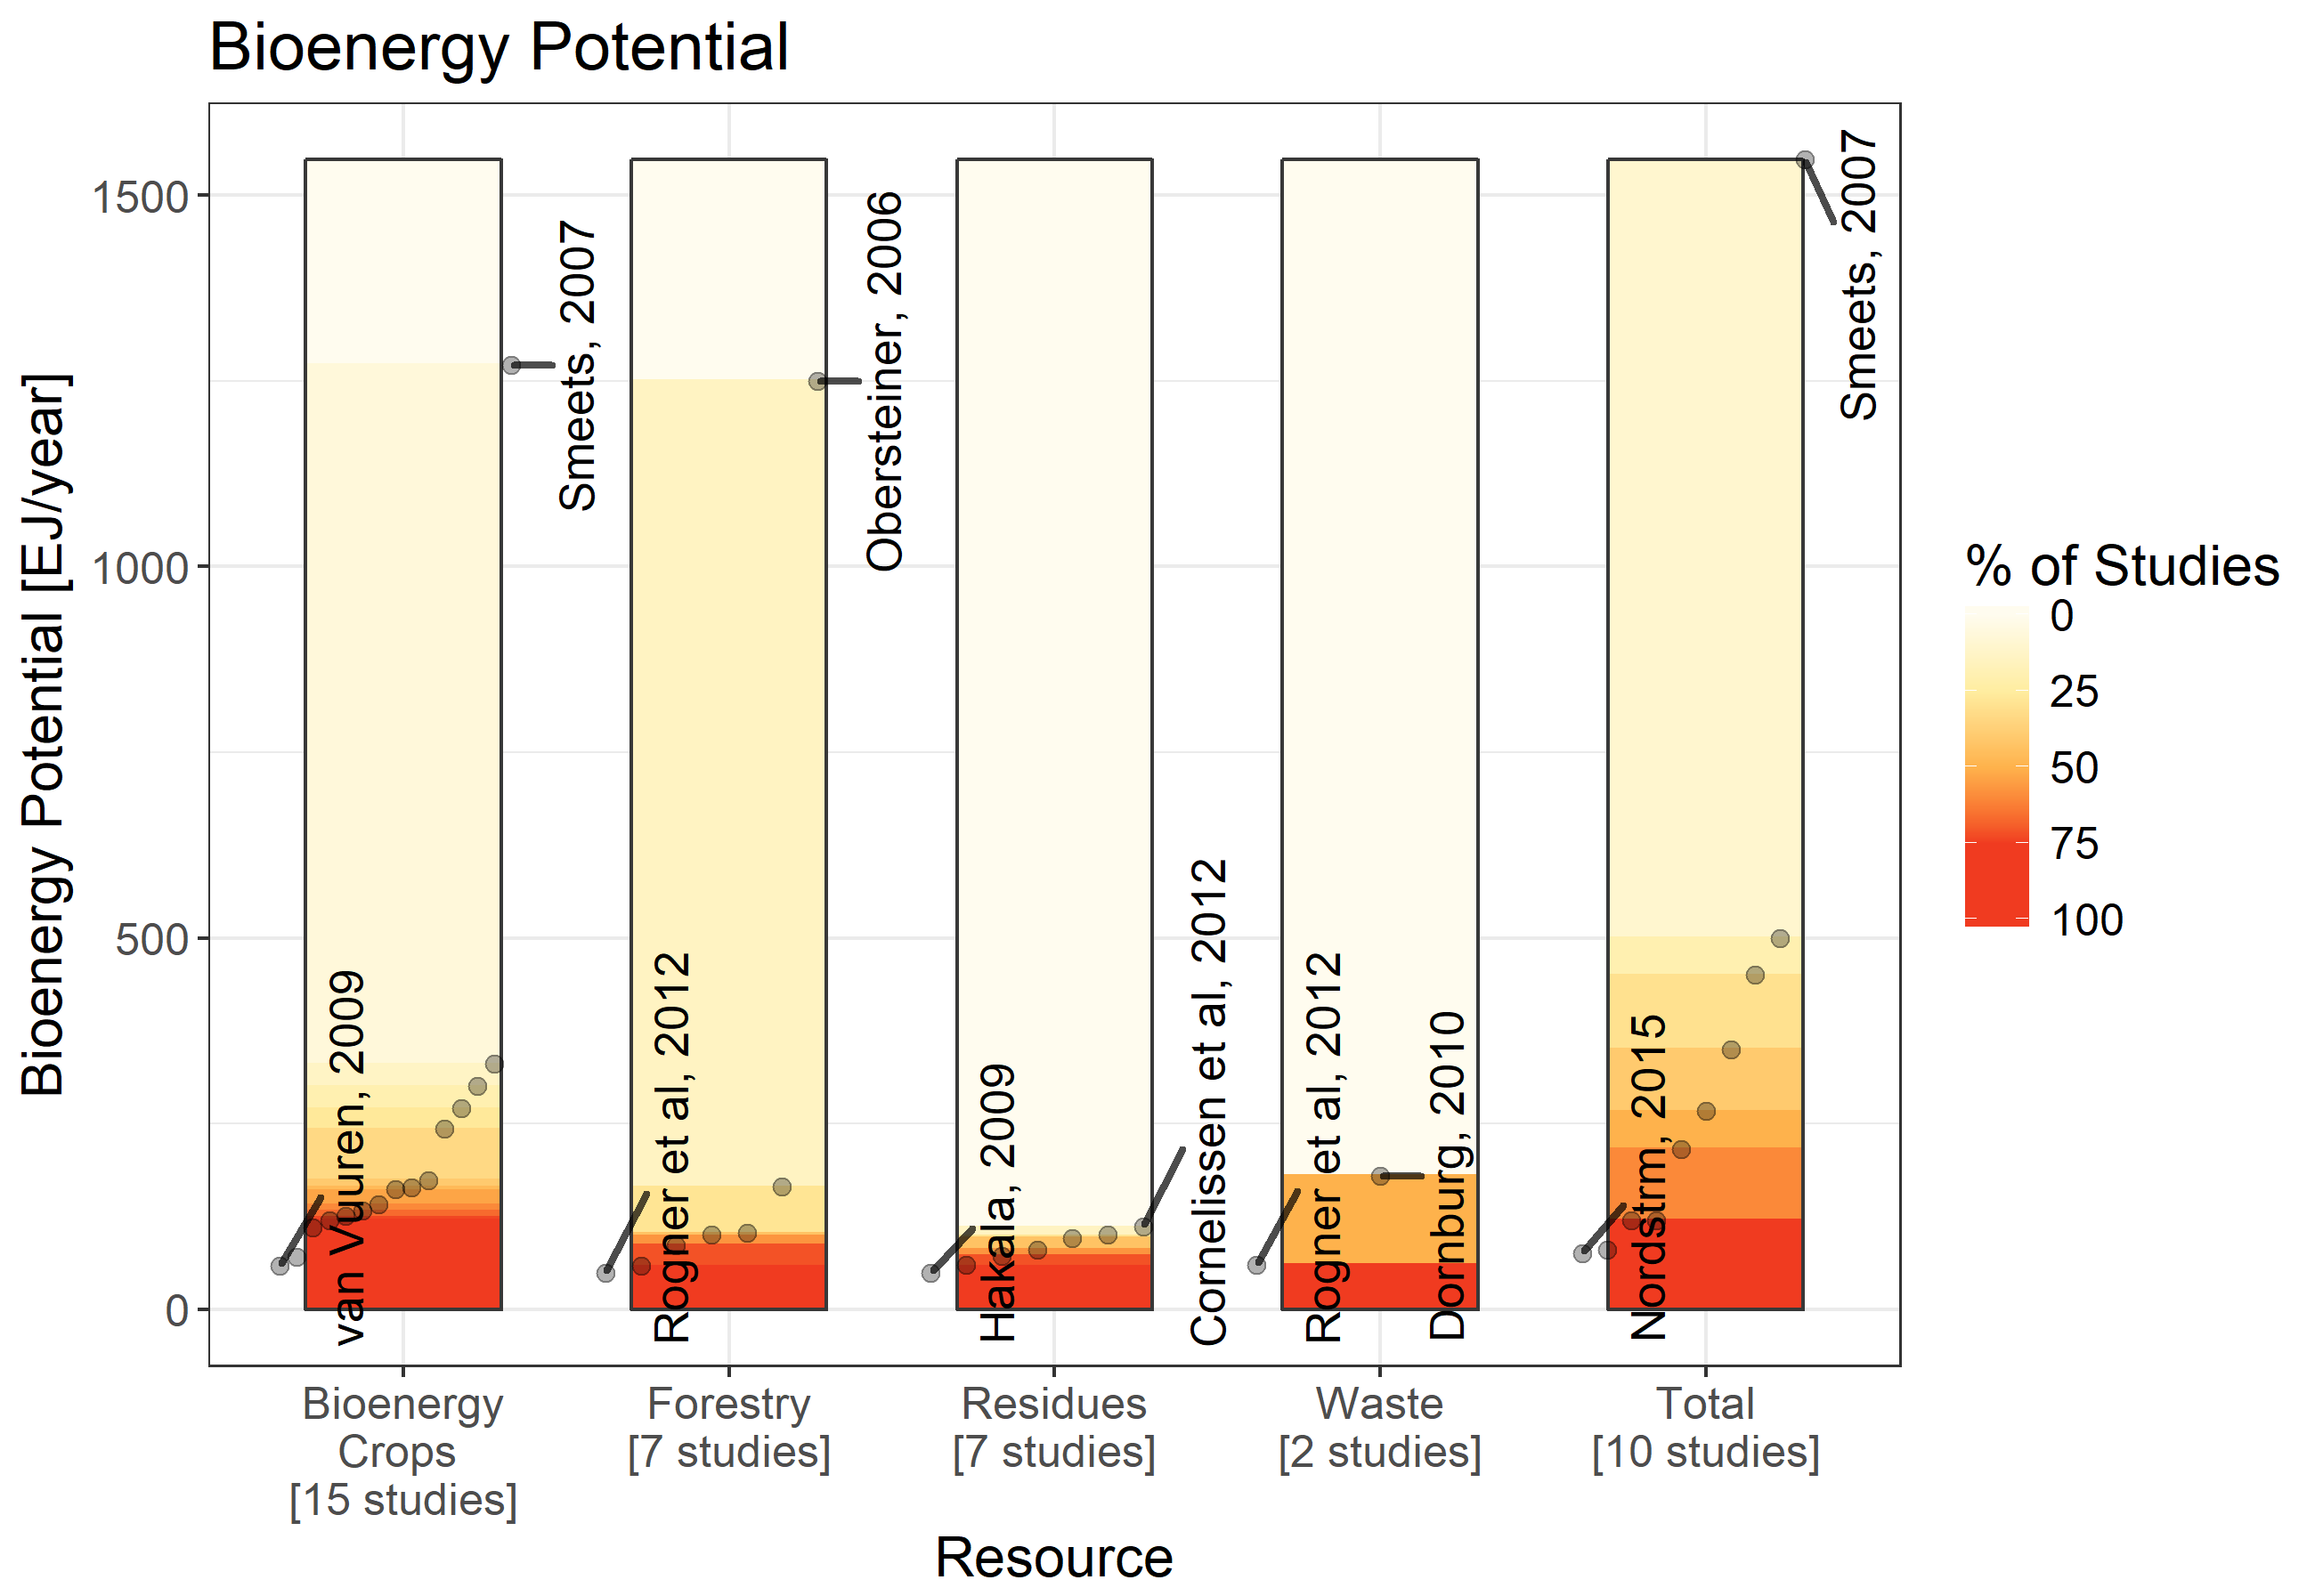 Bioenergy Potential
Bioenergy Potential [EJ/year]
1500
1000
500
0
van Vuuren, 2009
Smeets, 2007
Rogner et al, 2012
Obersteiner, 2006
Hakala, 2009
Cornelissen et al, 2012
Rogner et al, 2012
Dornburg, 2010
Nordstrm, 2015
Smeets, 2007
Bioenergy
Crops
[15 studies]
Forestry
[7 studies]
Residues
[7 studies]
Waste
[2 studies]
Total
[10 studies]
Resource
% of Studies
0
25
50
75
100